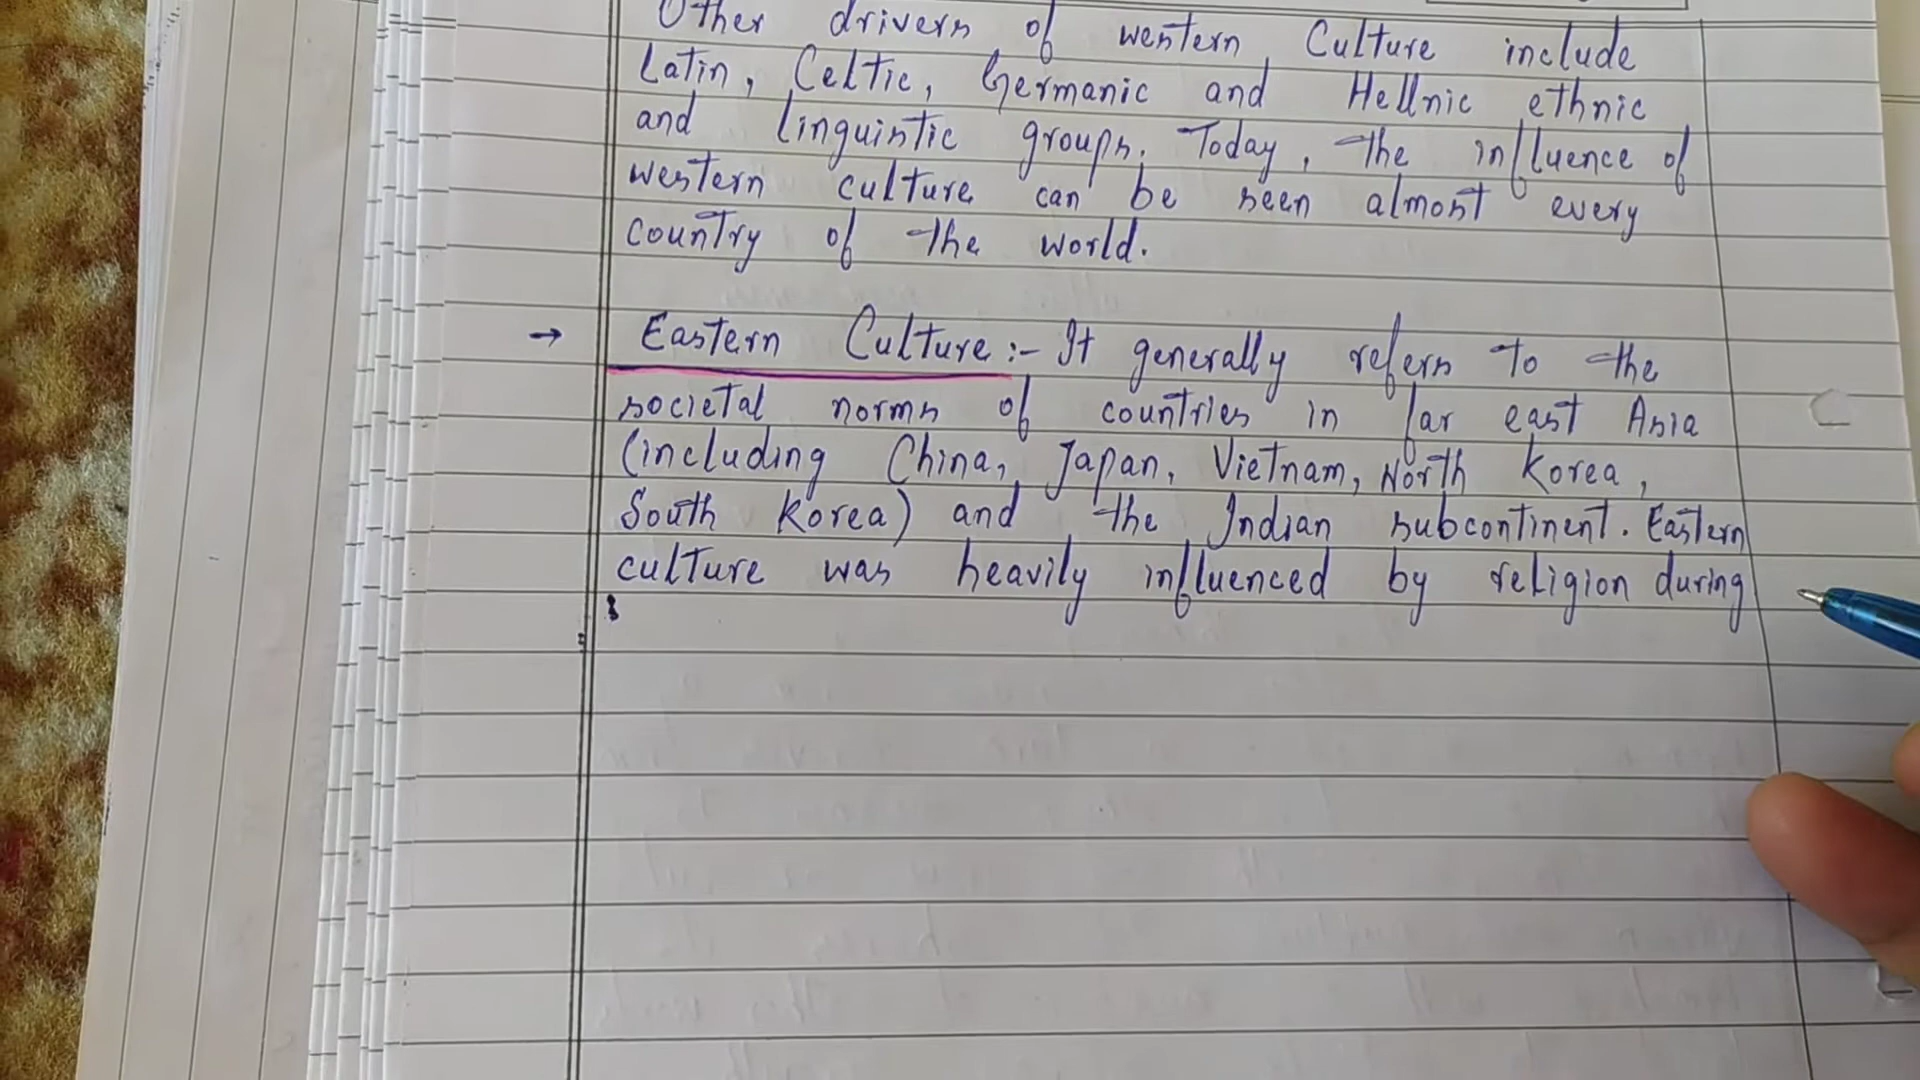 Other drivers of western Culture include
Latin, Celtic, Germanic and Hellnic ethnic
and linguistic groups. Today, the influence of
western culture can be seen almost every
country of the world.
→ Eastern Culture :- It generally refers to the
societal norms of countries in far east Asia
(including China, Japan, Vietnam, North Korea,
South Korea) and the Indian subcontinent. Eastern
culture was heavily influenced by religion during